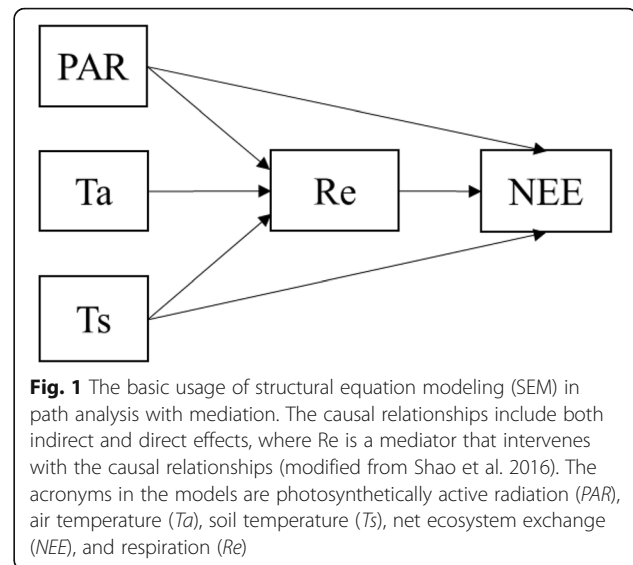 PAR
Ta
Re
NEE
Ts
Fig. 1 The basic usage of structural equation modeling (SEM) in
path analysis with mediation. The causal relationships include both
indirect and direct effects, where Re is a mediator that intervenes
with the causal relationships (modified from Shao et al. 2016). The
acronyms in the models are photosynthetically active radiation (PAR),
air temperature (Ta), soil temperature (Ts), net ecosystem exchange
(NEE), and respiration (Re)